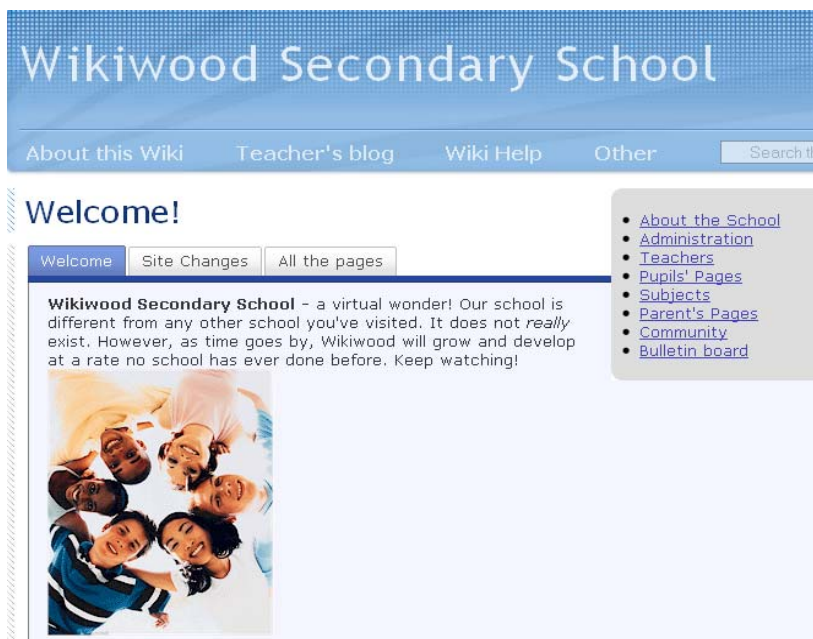 Wikiwood Secondary School
About this Wiki Teacher's blog Wiki Help Other Search th
Welcome!
Welcome Site Changes All the pages
Wikiwood Secondary School - a virtual wonder! Our school is
different from any other school you've visited. It does not really
exist. However, as time goes by, Wikiwood will grow and develop
at a rate no school has ever done before. Keep watching!
About the School
Administration
Teachers
Pupils' Pages
Subjects
Parent's Pages
Community
Bulletin board